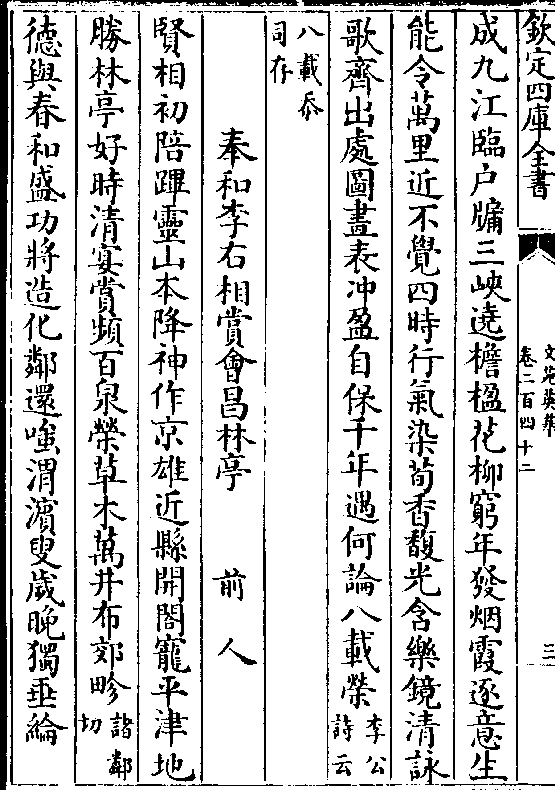 欽定四庫全書
文苑英華
卷二百四十二
三
成九江臨户牖三峽遶檐楹花柳窮年發烟霞逐意生
能令萬里近不覺四時行氣染荀香馥光含樂鏡清詠
歌齊出處圖畫表冲盈自保千年遇何論八載榮李公詩云
八載忝司存
奉和李右相賞會昌林亭 前人
賢相初陪蹕靈山本降神作京雄近縣開閤寵平津地
勝林亭好時清宴賞頻百泉榮草木萬井布郊畛諸鄰切
德與春和盛功將造化鄰還嗤渭濱叟歲晚獨垂綸